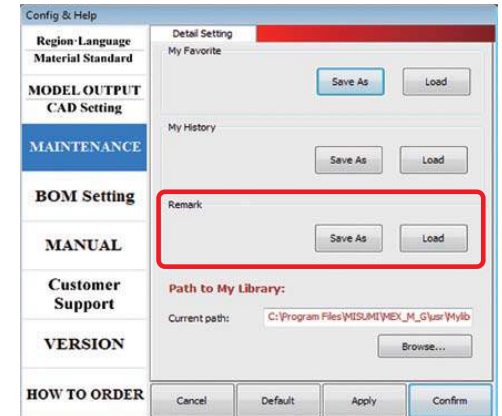 Config & Help
Region·Language
Material Standard
MODEL OUTPUT
CAD Setting
MAINTENANCE
BOM Setting
MANUAL
Customer
Support
VERSION
HOW TO ORDER
Detail Setting
My Favorite
Save As Load
My History
Save As Load
Remark
Save As Load
Path to My Library:
Current path: C:\Program Files\MISUMI\MEX_M_G\usr\Mylib
Browse...
Cancel Default Apply Confirm